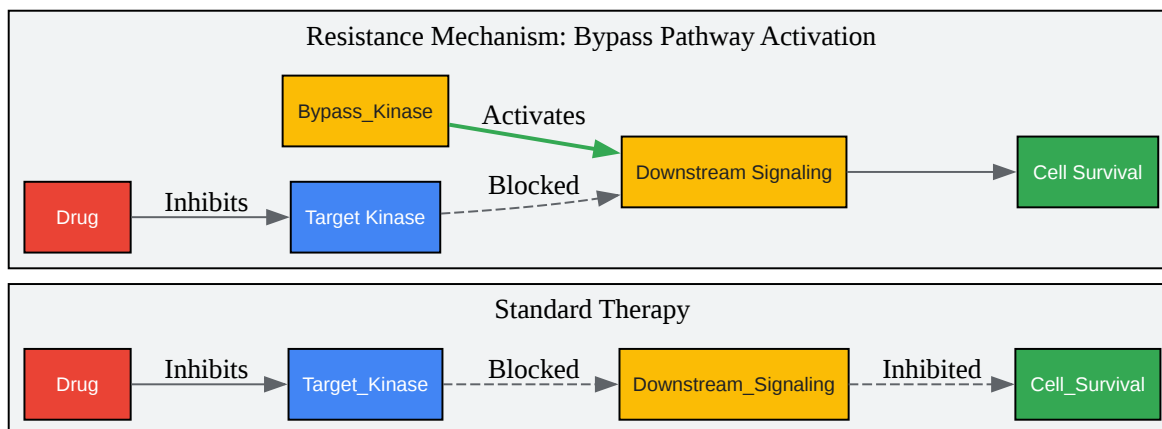 Resistance Mechanism: Bypass Pathway Activation
Bypass_Kinase
Activates
Downstream Signaling
Cell Survival
Drug
Inhibits
Target Kinase
Blocked
Standard Therapy
Drug
Inhibits
Target_Kinase
Blocked
Downstream_Signaling
Inhibited
Cell_Survival